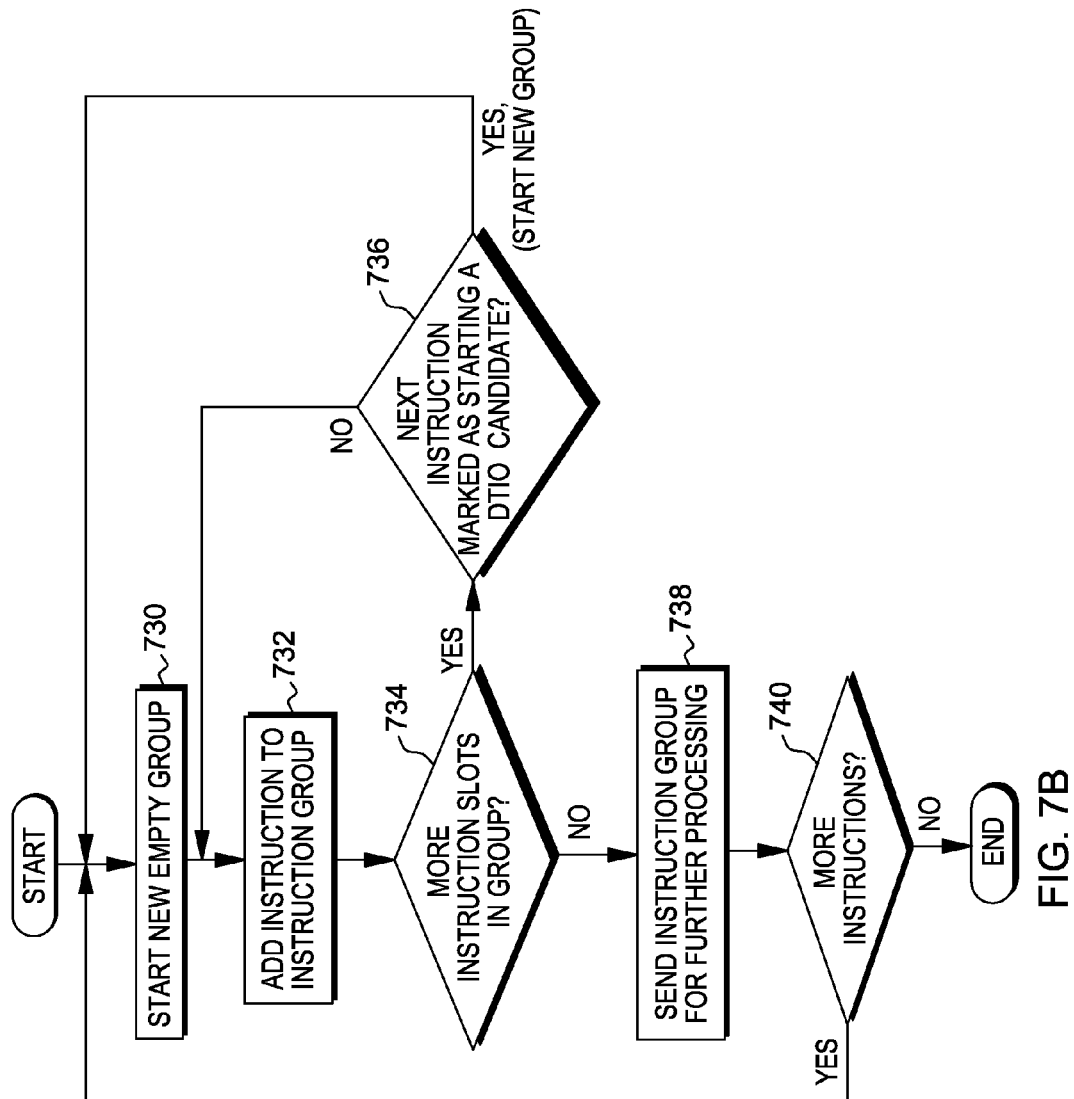 START
START NEW EMPTY GROUP
730
ADD INSTRUCTION TO
INSTRUCTION GROUP
732
MORE
INSTRUCTION SLOTS
IN GROUP?
734
YES
NO
NEXT
INSTRUCTION
MARKED AS STARTING A
DTIO CANDIDATE?
736
NO
YES,
(START NEW GROUP)
SEND INSTRUCTION GROUP
FOR FURTHER PROCESSING
738
MORE
INSTRUCTIONS?
740
YES
NO
END
FIG. 7B